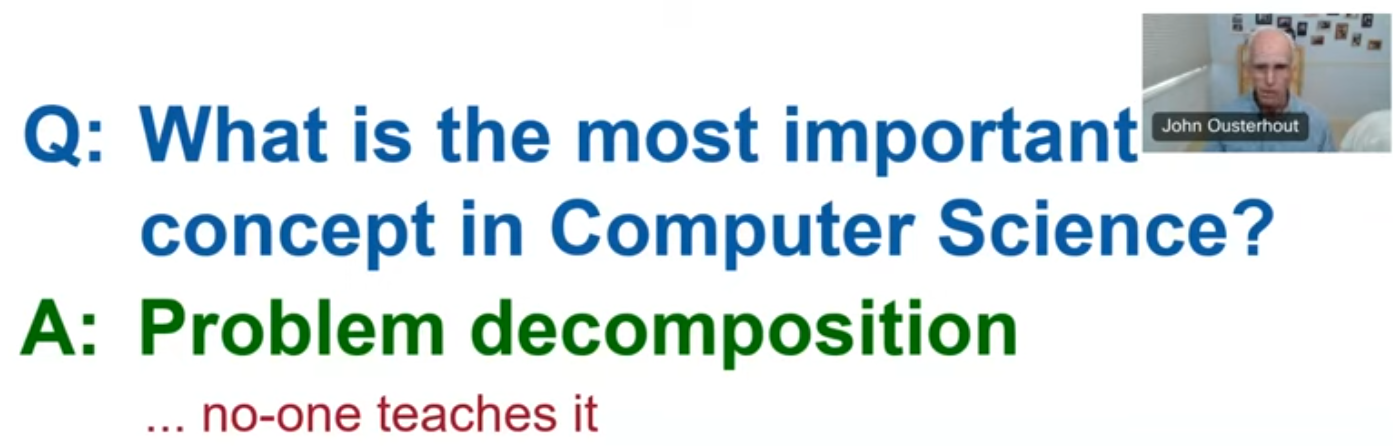 Q: What is the most important
concept in Computer Science?
A: Problem decomposition
... no-one teaches it
John Ousterhout